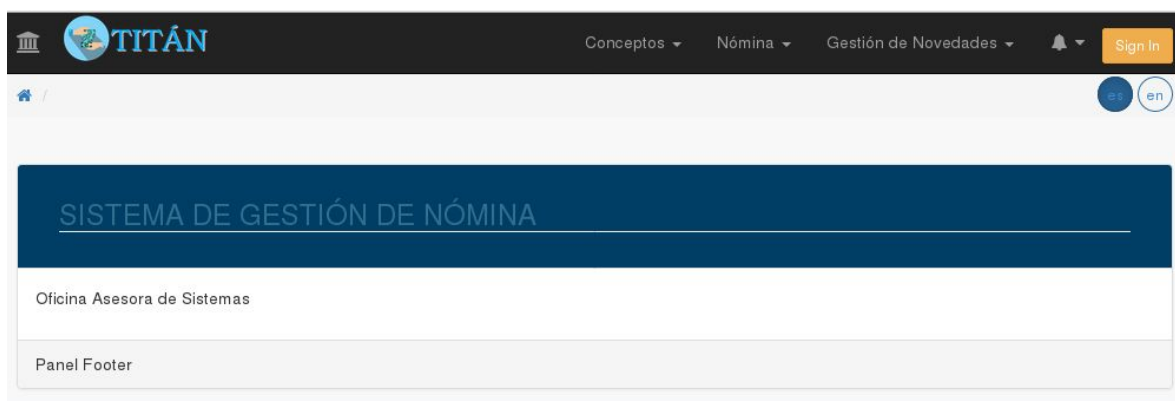 TITÁN
Conceptos Nómina Gestión de Novedades Sign In
/ es en
SISTEMA DE GESTIÓN DE NÓMINA
Oficina Asesora de Sistemas
Panel Footer